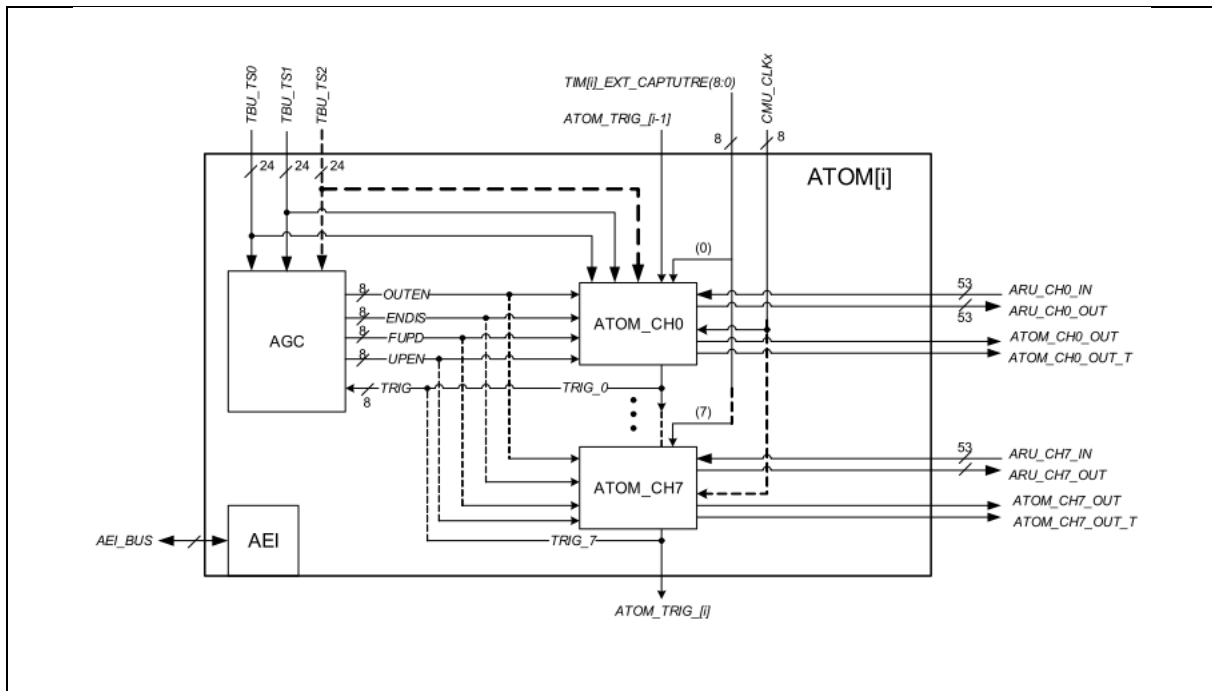 TBU_TS0
TBU_TS1
TBU_TS2
TIM[i]_EXT_CAPTUTRE(8:0)
CMU_CLKx
ATOM_TRIG_[i-1]
8
8
24
24
24
ATOM[i]
(0)
8
OUTEN
53
ARU_CH0_IN
ARU_CH0_OUT
53
8
ENDIS
ATOM_CH0
AGC
8
FUPD
ATOM_CH0_OUT
8
UPEN
ATOM_CH0_OUT_T
TRIG
8
TRIG_0
(7)
53
ARU_CH7_IN
ARU_CH7_OUT
ATOM_CH7
ATOM_CH7_OUT
ATOM_CH7_OUT_T
AEI_BUS
AEI
TRIG_7
ATOM_TRIG_[i]